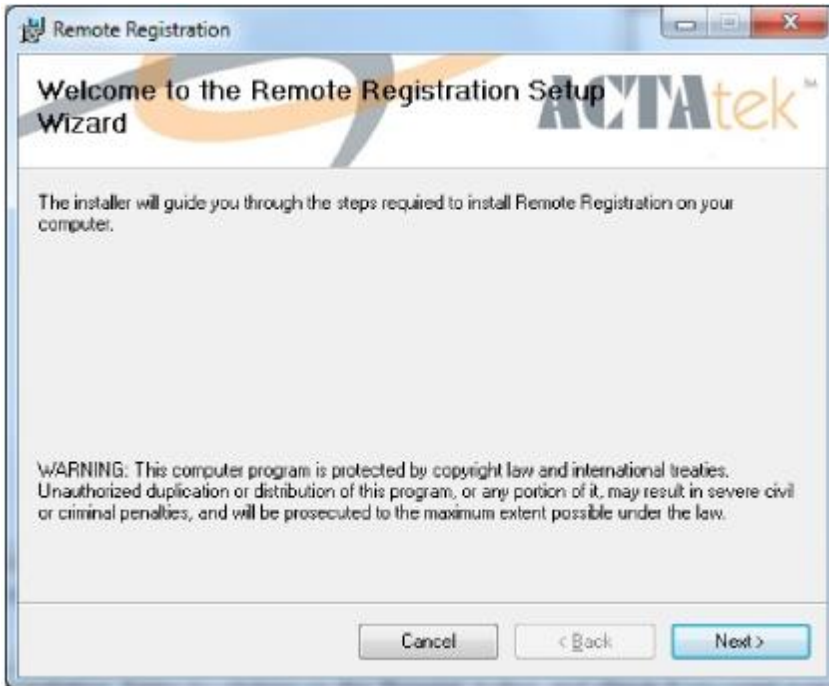 Remote Registration
Welcome to the Remote Registration Setup
Wizard
ACTAtek™
The installer will guide you through the steps required to install Remote Registration on your
computer.
WARNING: This computer program is protected by copyright law and international treaties.
Unauthorized duplication or distribution of this program, or any portion of it, may result in severe civil
or criminal penalties, and will be prosecuted to the maximum extent possible under the law.
Cancel
< Back
Next >